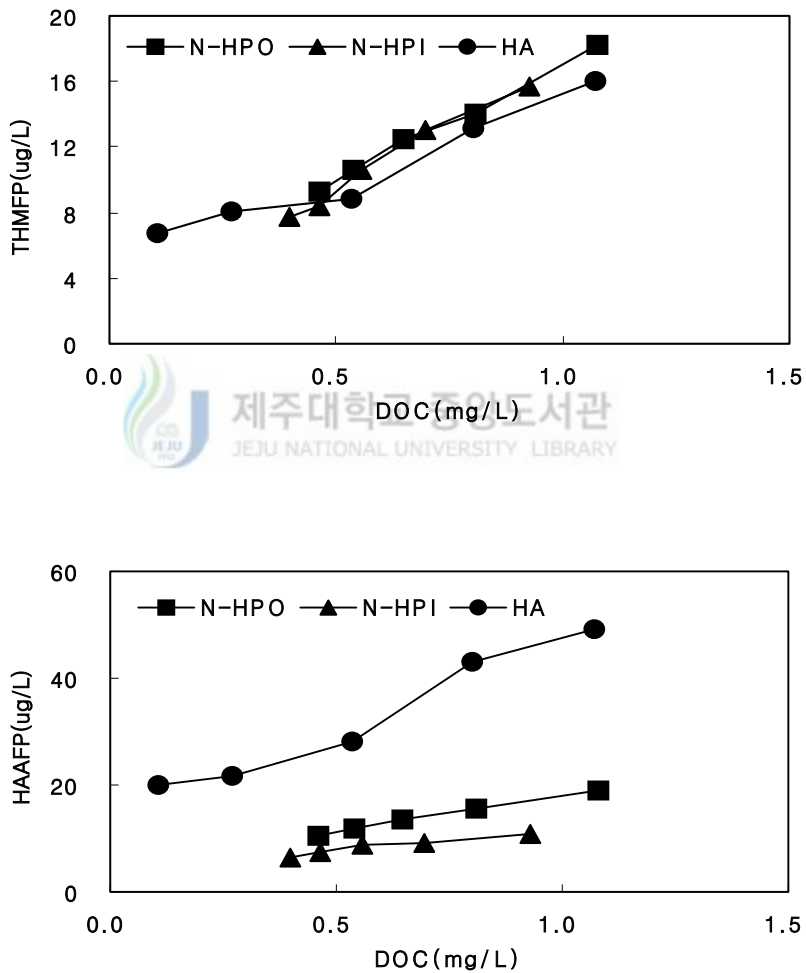 20
N-HPO N-HPI HA
16
12
8
4
0
THMFP(ug/L)
0.0 0.5 1.0 1.5
DOC(mg/L)
제주대학교 중앙도서관
JEJU NATIONAL UNIVERSITY LIBRARY
JEJU
1952
60
N-HPO N-HPI HA
40
20
0
HAAFP(ug/L)
0.0 0.5 1.0 1.5
DOC(mg/L)